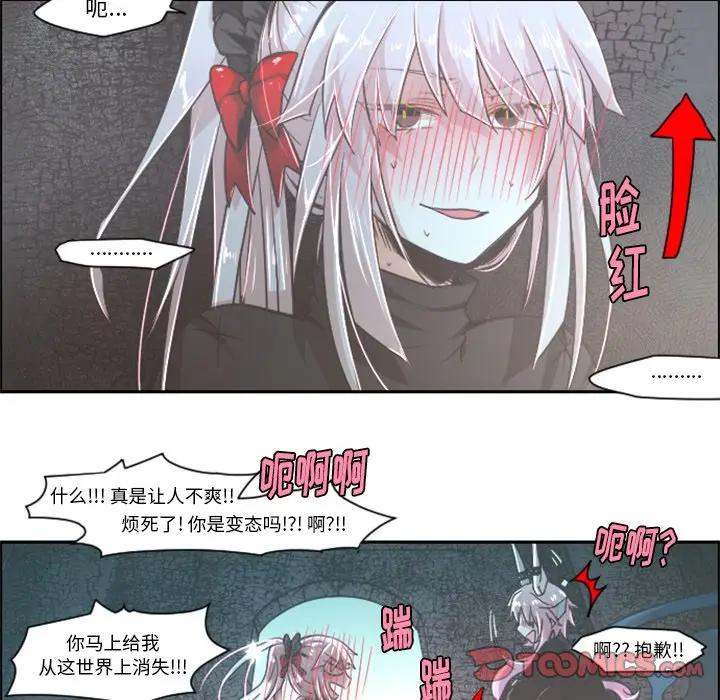 呃...
脸红
............
.........
呃啊啊
什么!!! 真是让人不爽!!
烦死了! 你是变态吗!?! 啊?!!
呃啊?
你马上给我
从这世界上消失!!!
踹
踹
啊?? 抱歉!!
TOOMICS